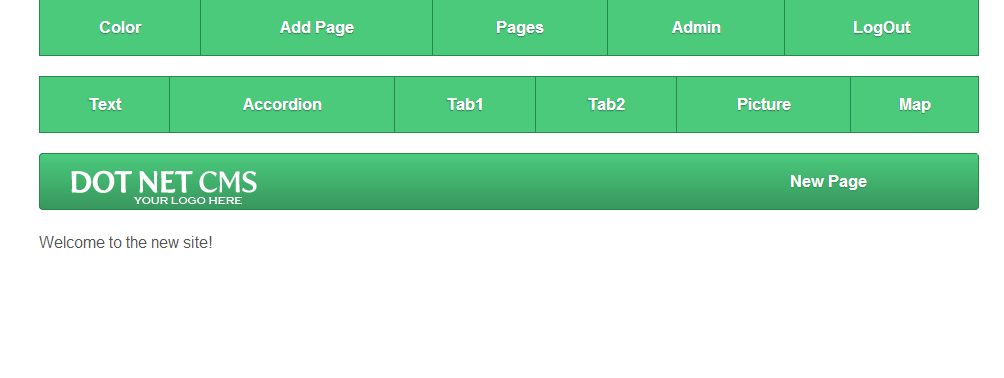 Color Add Page Pages Admin LogOut
Text Accordion Tab1 Tab2 Picture Map
DOT NET CMS New Page
YOUR LOGO HERE
Welcome to the new site!